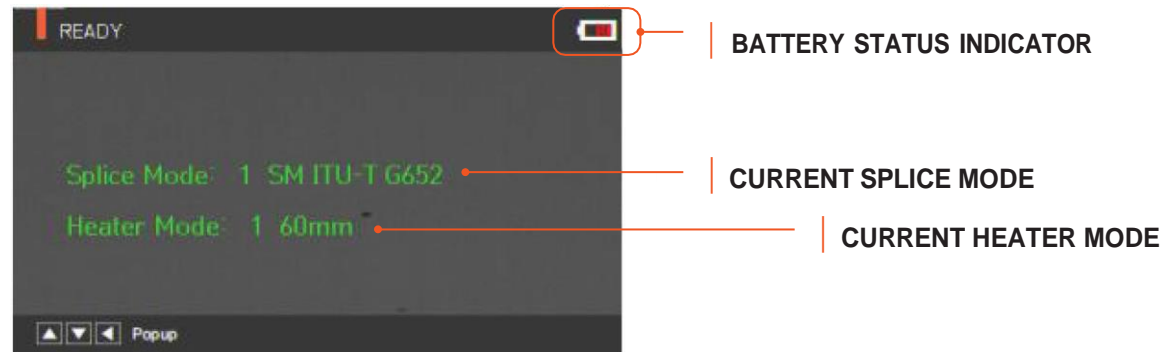 READY
BATTERY STATUS INDICATOR
Splice Mode: 1 SM ITU-T G652
CURRENT SPLICE MODE
Heater Mode: 1 60mm
CURRENT HEATER MODE
Popup